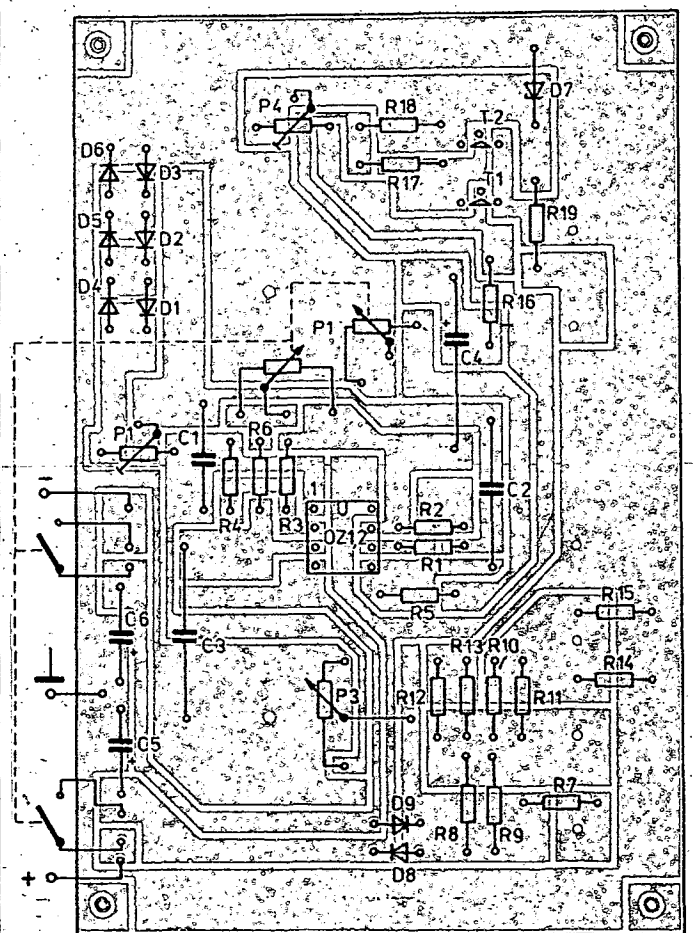 D7
P4
R18
T2
D6
D3
R17
T1
D5
D2
R19
D4
D1
R16
P1
C4
+
P1
C1
R6
-
R4
R3
1
R2
C2
OZ12
R1
R5
R15
C6
+
C3
R13
R10
R14
P3
R12
R11
C5
+
R7
D9
R8
R9
D8
+